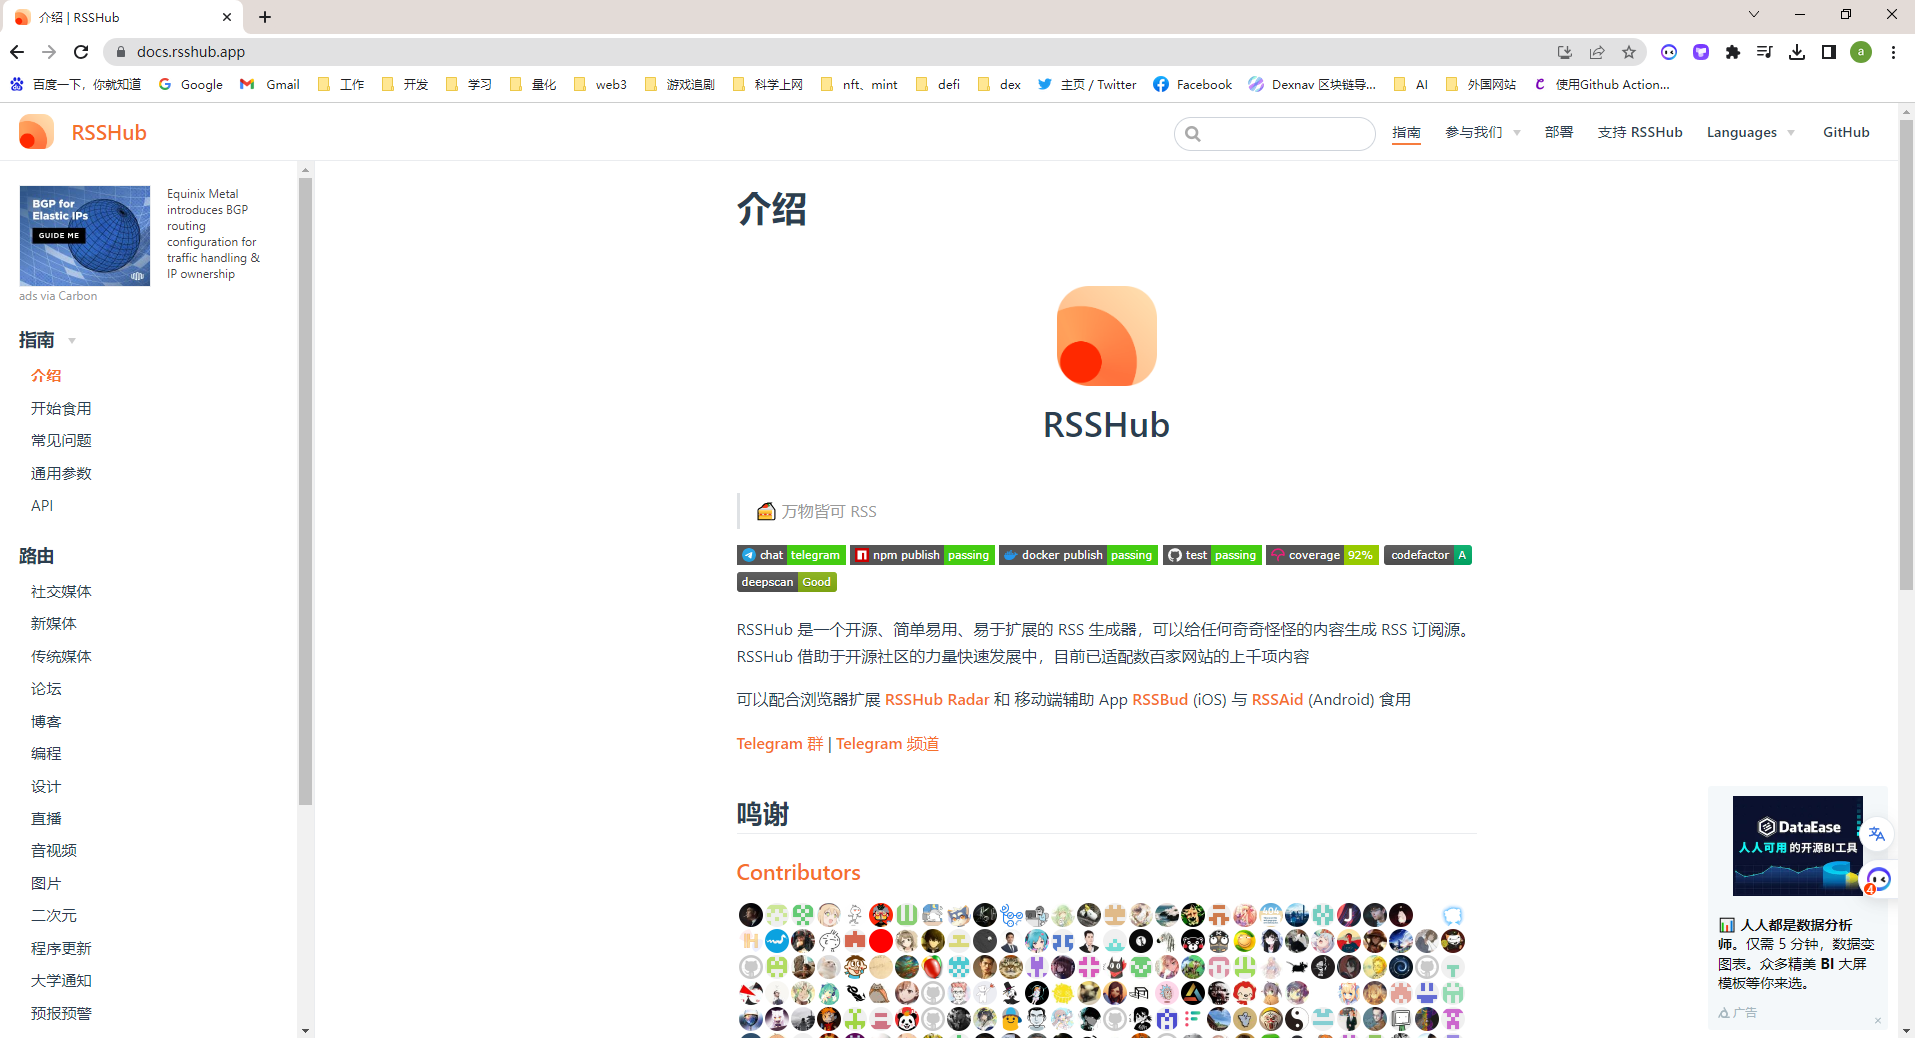 介绍 | RSSHub
docs.rsshub.app
a
百度一下，你就知道 Google Gmail 工作 开发 学习 量化 web3 游戏追剧 科学上网 nft、mint defi dex 主页 / Twitter Facebook Dexnav 区块链导... AI 外国网站 使用Github Action...
RSSHub
指南 参与我们 部署 支持 RSSHub Languages GitHub
BGP for
Elastic IPs
GUIDE ME
Equinix Metal
introduces BGP
routing
configuration for
traffic handling &
IP ownership
ads via Carbon
指南
介绍
开始食用
常见问题
通用参数
API
路由
社交媒体
新媒体
传统媒体
论坛
博客
编程
设计
直播
音视频
图片
二次元
程序更新
大学通知
预报预警
介绍
RSSHub
万物皆可 RSS
chat telegram npm publish passing docker publish passing test passing coverage 92% codefactor A
deepscan Good
RSSHub 是一个开源、简单易用、易于扩展的 RSS 生成器，可以给任何奇奇怪怪的内容生成 RSS 订阅源。
RSSHub 借助于开源社区的力量快速发展中，目前已适配数百家网站的上千项内容
可以配合浏览器扩展 RSSHub Radar 和 移动端辅助 App RSSBud (iOS) 与 RSSAid (Android) 食用
Telegram 群 | Telegram 频道
鸣谢
Contributors
DataEase
人人可用 的开源BI工具
4
人人都是数据分析
师。仅需 5 分钟，数据变
图表。众多精美 BI 大屏
模板等你来选。
广告